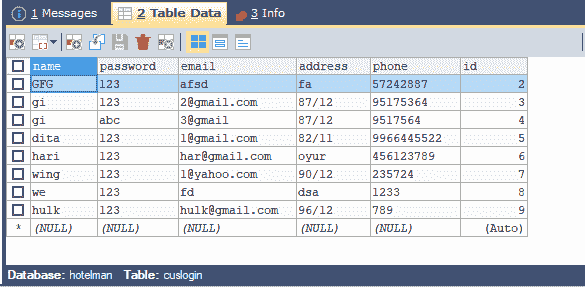 1 Messages 2 Table Data 3 Info
name password email address phone id
GFG 123 afsd fa 57242887 2
gi 123 2@gmail.com 87/12 95175364 3
gi abc 3@gmail 87/12 9517564 4
dita 123 1@gmail.com 82/11 9966445522 5
hari 123 har@gmail.com oyur 456123789 6
wing 123 1@yahoo.com 90/12 235724 7
we 123 fd dsa 1233 8
hulk 123 hulk@gmail.com 96/12 789 9
* (NULL) (NULL) (NULL) (NULL) (NULL) (Auto)
Database: hotelman Table: cuslogin